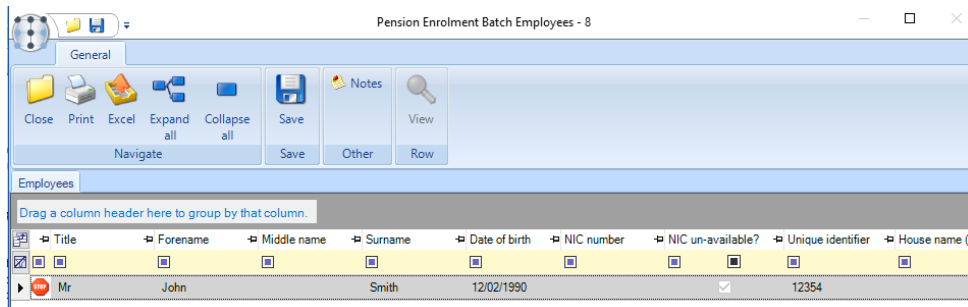 Pension Enrolment Batch Employees - 8
General
Close Print Excel Expand all Collapse all Save Notes View
Navigate Save Other Row
Employees
Drag a column header here to group by that column.
Title Forename Middle name Surname Date of birth NIC number NIC un-available? Unique identifier House name (
STOP Mr John Smith 12/02/1990 12354